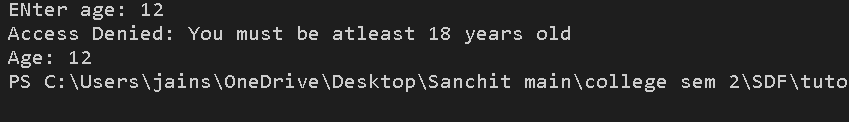 ENter age: 12
Access Denied: You must be atleast 18 years old
Age: 12
PS C:\Users\jains\OneDrive\Desktop\Sanchit main\college sem 2\SDF\tuto